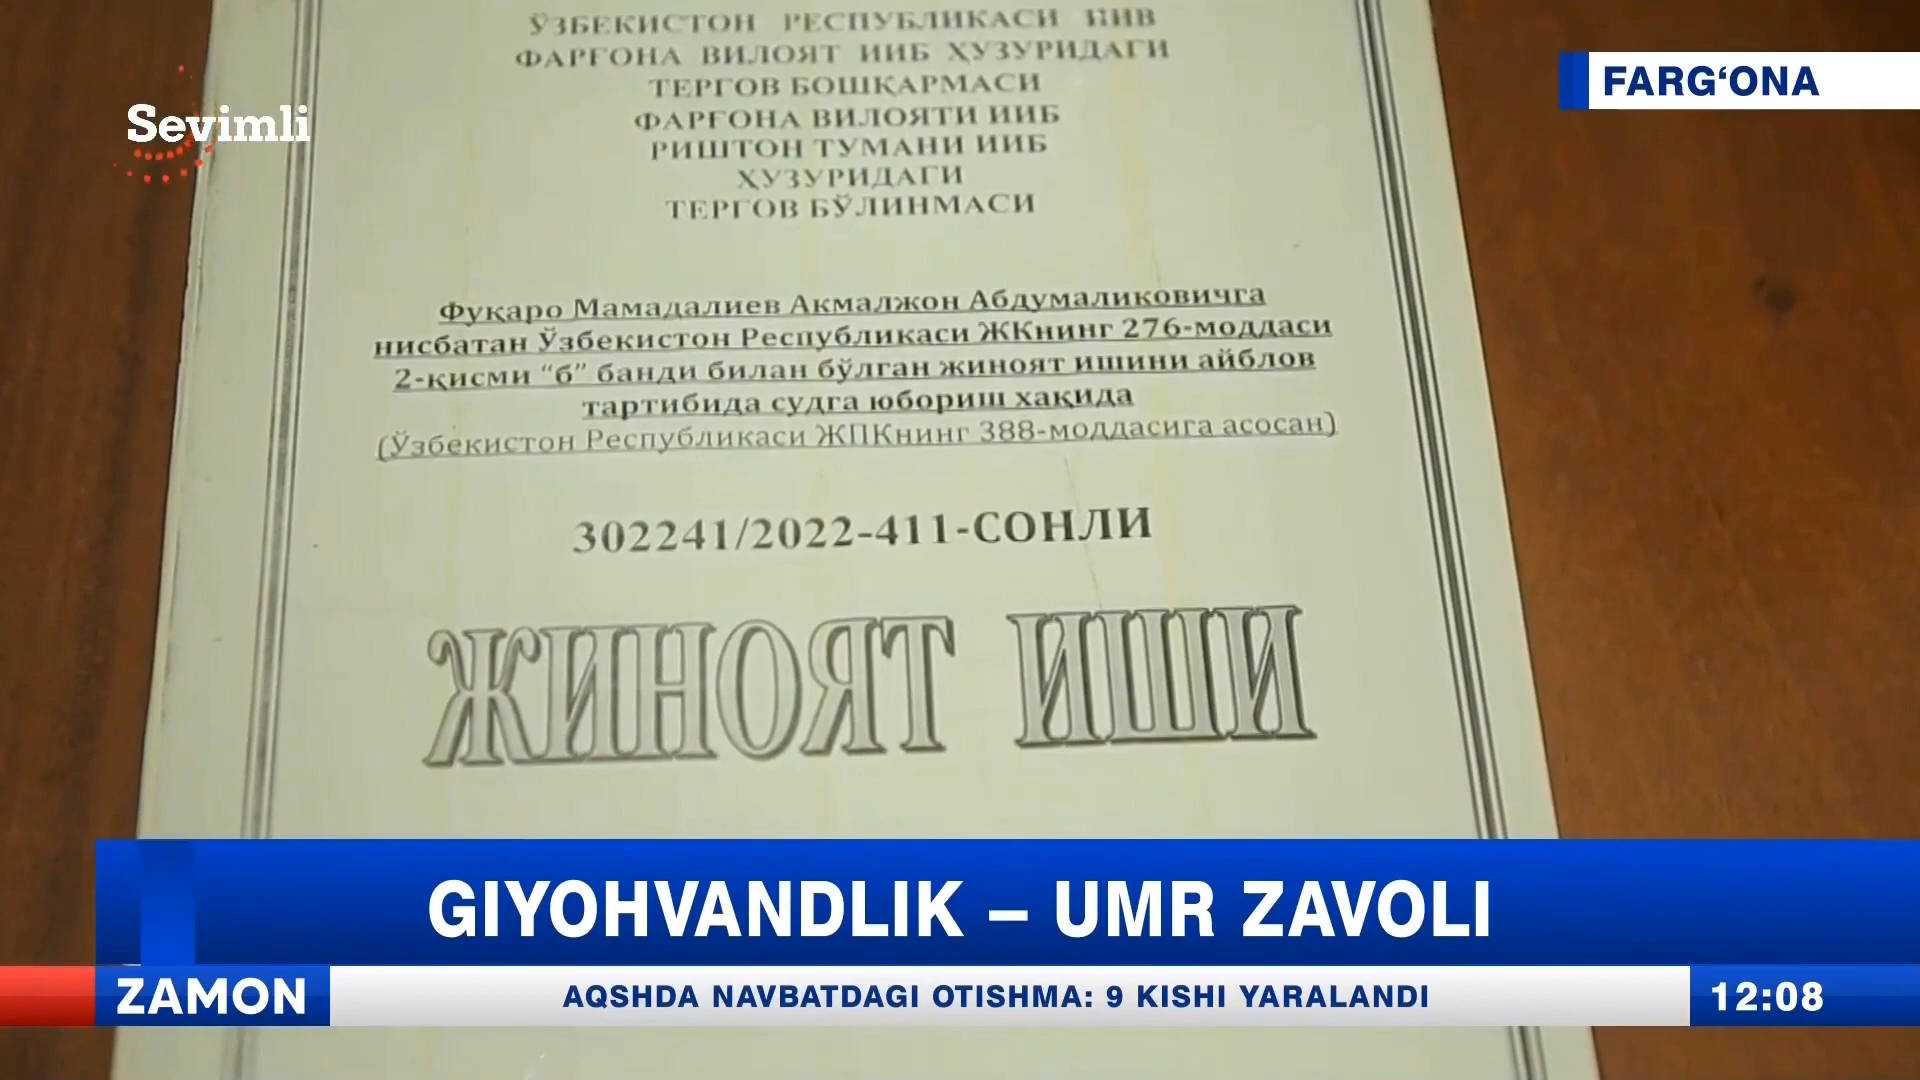 ЎЗБЕКИСТОН РЕСПУБЛИКАСИ ИИВ
ФАРҒОНА ВИЛОЯТ ИИБ ҲУЗУРИДАГИ
ТЕРГОВ БОШҚАРМАСИ
ФАРҒОНА ВИЛОЯТИ ИИБ
РИШТОН ТУМАНИ ИИБ
ҲУЗУРИДАГИ
ТЕРГОВ БЎЛИНМАСИ
Sevimli
FARG‘ONA
Фуқаро Мамадалиев Акмалжон Абдумаликовичга
нисбатан Ўзбекистон Республикаси ЖКнинг 276-моддаси
2-қисми “б” банди билан бўлган жиноят ишини айблов
тартибида судга юбориш ҳақида
(Ўзбекистон Республикаси ЖПКнинг 388-моддасига асосан)
302241/2022-411-СОНЛИ
ЖИНОЯТ ИШИ
GIYOHVANDLIK – UMR ZAVOLI
ZAMON
AQSHDA NAVBATDAGI OTISHMA: 9 KISHI YARALANDI
12:08